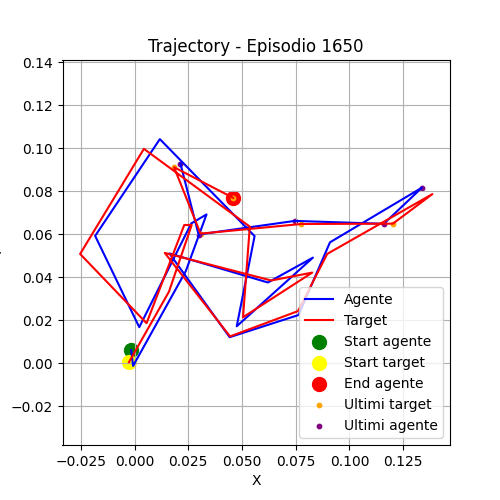 Trajectory - Episodio 1650
0.14
0.12
0.10
0.08
0.06
0.04
0.02
0.00
−0.02
−0.025
0.000
0.025
0.050
0.075
0.100
0.125
X
Agente
Target
Start agente
Start target
End agente
Ultimi target
Ultimi agente